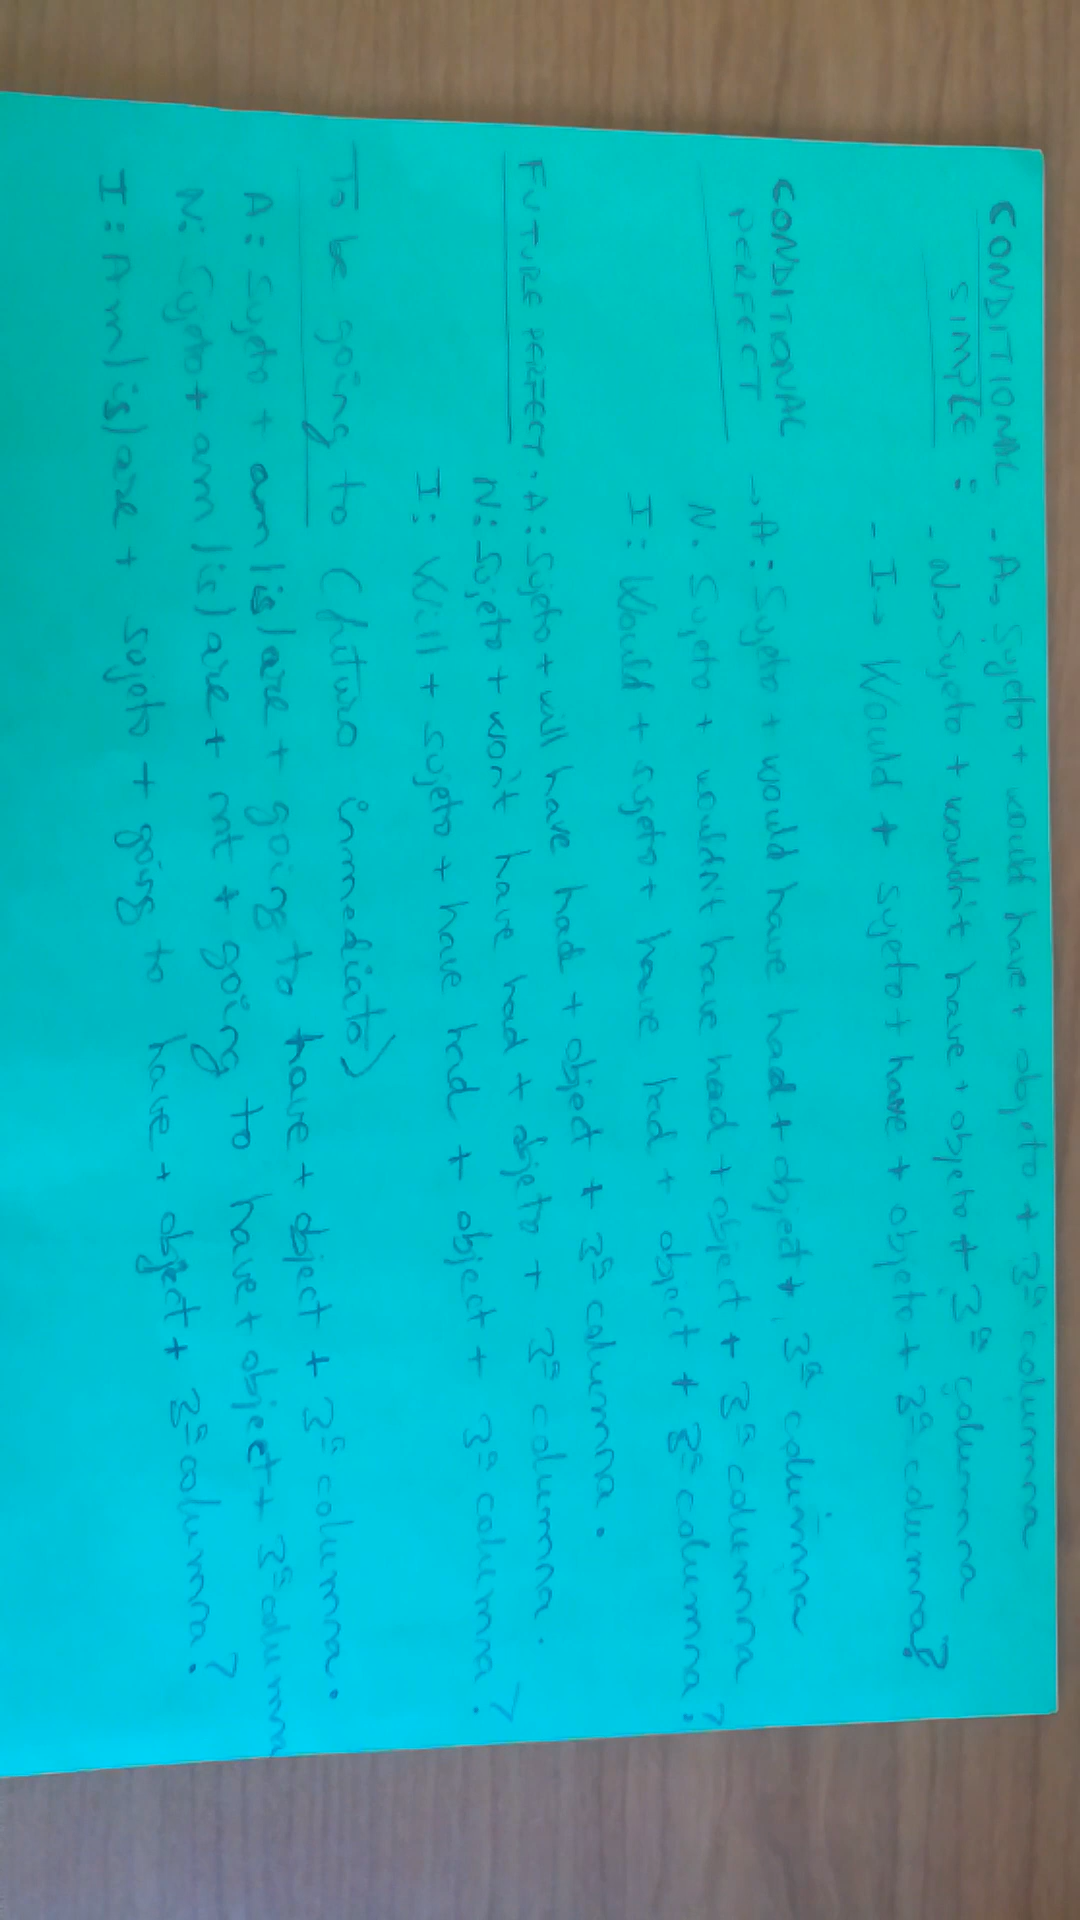 CONDITIONAL - A→ Sujeto + would have + objeto + 3ª columna
SIMPLE : - N→ Sujeto + wouldn't have + objeto + 3ª columna
- I→ Would + sujeto + have + objeto + 3ª columna?
CONDITIONAL → A: Sujeto + would have had + object + 3ª columna
PERFECT N. Sujeto + wouldn't have had + object + 3ª columna
I: Would + sujeto + have had + object + 3ª columna?
FUTURE PERFECT. A: Sujeto + will have had + object + 3ª columna.
N: Sujeto + won't have had + objeto + 3ª columna.
I: Will + sujeto + have had + object + 3ª columna?
To be going to (futuro inmediato)
A: Sujeto + am/is/are + going to have + object + 3ª columna.
N: Sujeto + am/is/are + nt + going to have + object + 3ª columna
I: Am/is/are + sujeto + going to have + object + 3ª columna?